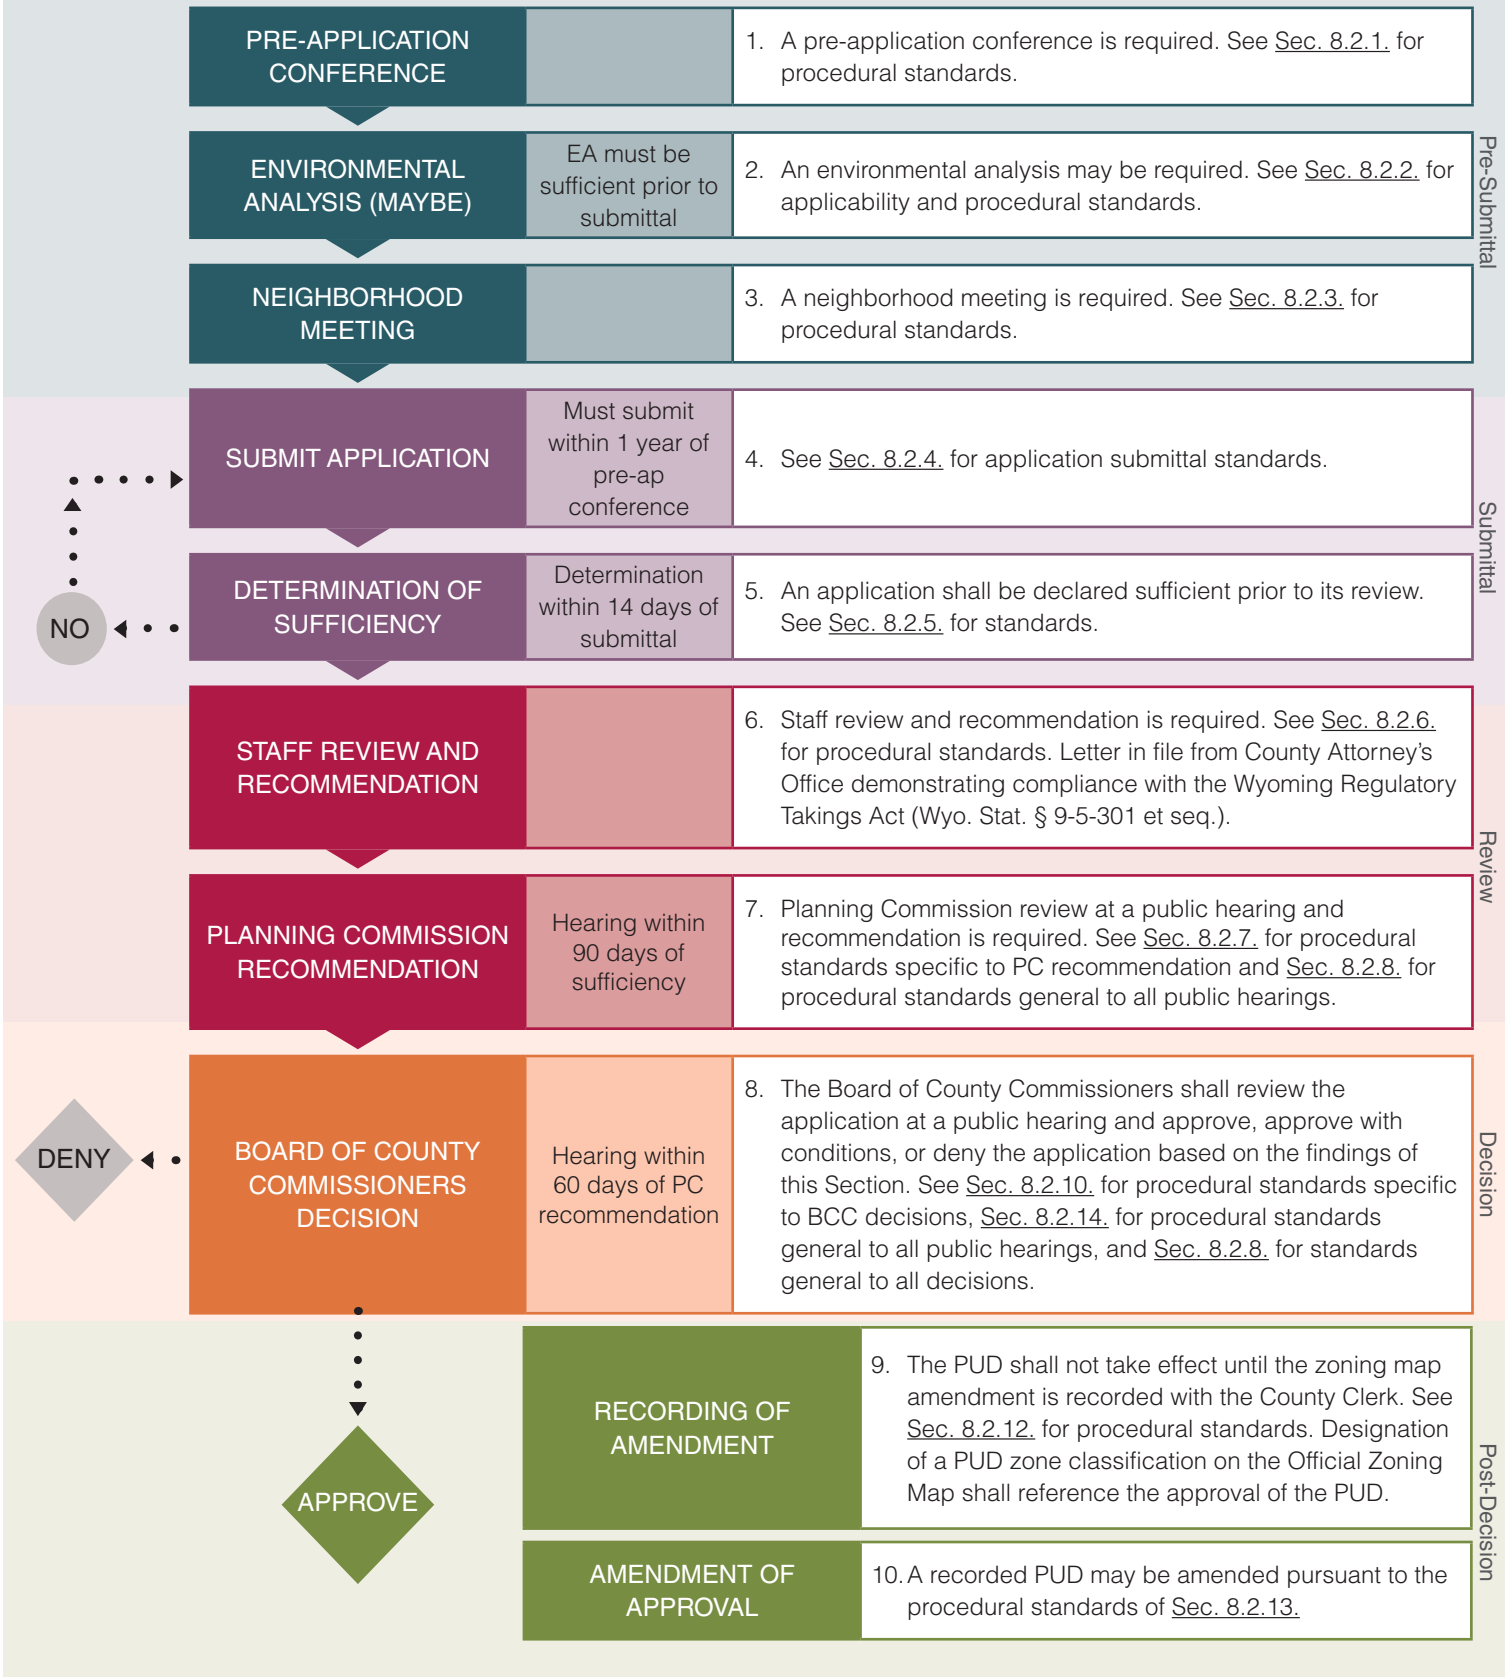 PRE-APPLICATION
CONFERENCE
1. A pre-application conference is required. See Sec. 8.2.1. for
procedural standards.
ENVIRONMENTAL
ANALYSIS (MAYBE)
EA must be
sufficient prior to
submittal
2. An environmental analysis may be required. See Sec. 8.2.2. for
applicability and procedural standards.
NEIGHBORHOOD
MEETING
3. A neighborhood meeting is required. See Sec. 8.2.3. for
procedural standards.
Pre-Submittal
SUBMIT APPLICATION
Must submit
within 1 year of
pre-ap
conference
4. See Sec. 8.2.4. for application submittal standards.
NO
DETERMINATION OF
SUFFICIENCY
Determination
within 14 days of
submittal
5. An application shall be declared sufficient prior to its review.
See Sec. 8.2.5. for standards.
Submittal
STAFF REVIEW AND
RECOMMENDATION
6. Staff review and recommendation is required. See Sec. 8.2.6.
for procedural standards. Letter in file from County Attorney's
Office demonstrating compliance with the Wyoming Regulatory
Takings Act (Wyo. Stat. § 9-5-301 et seq.).
PLANNING COMMISSION
RECOMMENDATION
Hearing within
90 days of
sufficiency
7. Planning Commission review at a public hearing and
recommendation is required. See Sec. 8.2.7. for procedural
standards specific to PC recommendation and Sec. 8.2.8. for
procedural standards general to all public hearings.
Review
DENY
BOARD OF COUNTY
COMMISSIONERS
DECISION
Hearing within
60 days of PC
recommendation
8. The Board of County Commissioners shall review the
application at a public hearing and approve, approve with
conditions, or deny the application based on the findings of
this Section. See Sec. 8.2.10. for procedural standards specific
to BCC decisions, Sec. 8.2.14. for procedural standards
general to all public hearings, and Sec. 8.2.8. for standards
general to all decisions.
Decision
APPROVE
RECORDING OF
AMENDMENT
9. The PUD shall not take effect until the zoning map
amendment is recorded with the County Clerk. See
Sec. 8.2.12. for procedural standards. Designation
of a PUD zone classification on the Official Zoning
Map shall reference the approval of the PUD.
AMENDMENT OF
APPROVAL
10. A recorded PUD may be amended pursuant to the
procedural standards of Sec. 8.2.13.
Post-Decision